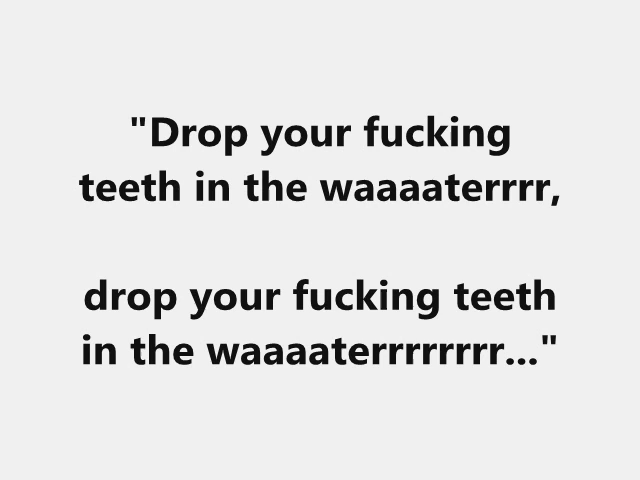 "Drop your fucking
teeth in the waaaaterrrr,
drop your fucking teeth
in the waaaaterrrrrrrr..."